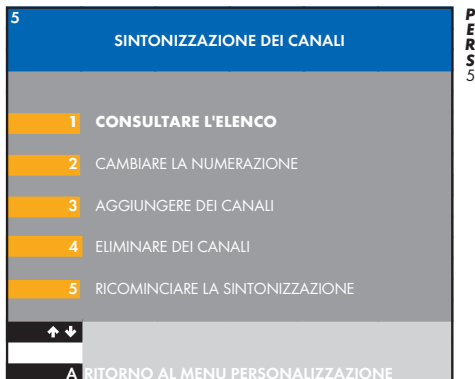 5
SINTONIZZAZIONE DEI CANALI
1 CONSULTARE L'ELENCO
2 CAMBIARE LA NUMERAZIONE
3 AGGIUNGERE DEI CANALI
4 ELIMINARE DEI CANALI
5 RICOMINCIARE LA SINTONIZZAZIONE
A RITORNO AL MENU PERSONALIZZAZIONE
P
E
R
S
5